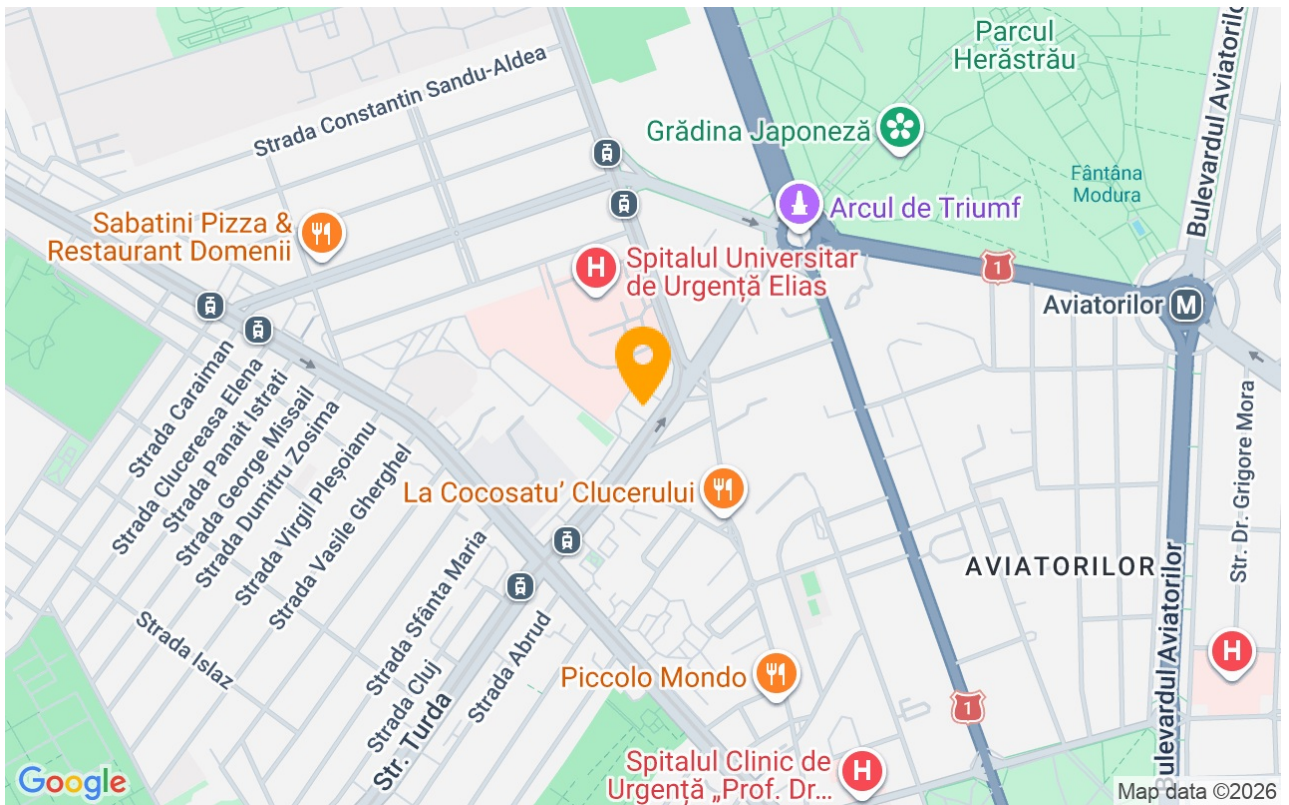 Parcul
Herăstrău
Bulevardul Aviatorilo
Strada Constantin Sandu-Aldea
Grădina Japoneză
Fântâna
Modura
Arcul de Triumf
Sabatini Pizza &
Restaurant Domenii
H
Spitalul Universitar
de Urgență Elias
1
Aviatorilor
M
Strada Caraiman
Strada Clucereasa Elena
Strada Panait Istrati
Strada George Missail
Strada Dumitru Zosima
Strada Virgil Pleșoianu
Strada Vasile Gherghel
La Cocosatu' Clucerului
Str. Dr. Grigore Mora
AVIATORILOR
Strada Islaz
Strada Sfânta Maria
Strada Cluj
Str. Turda
Strada Abrud
Piccolo Mondo
H
ulevardul Aviatorilor
1
Spitalul Clinic de
Urgență „Prof. Dr...
H
Google
Map data ©2026